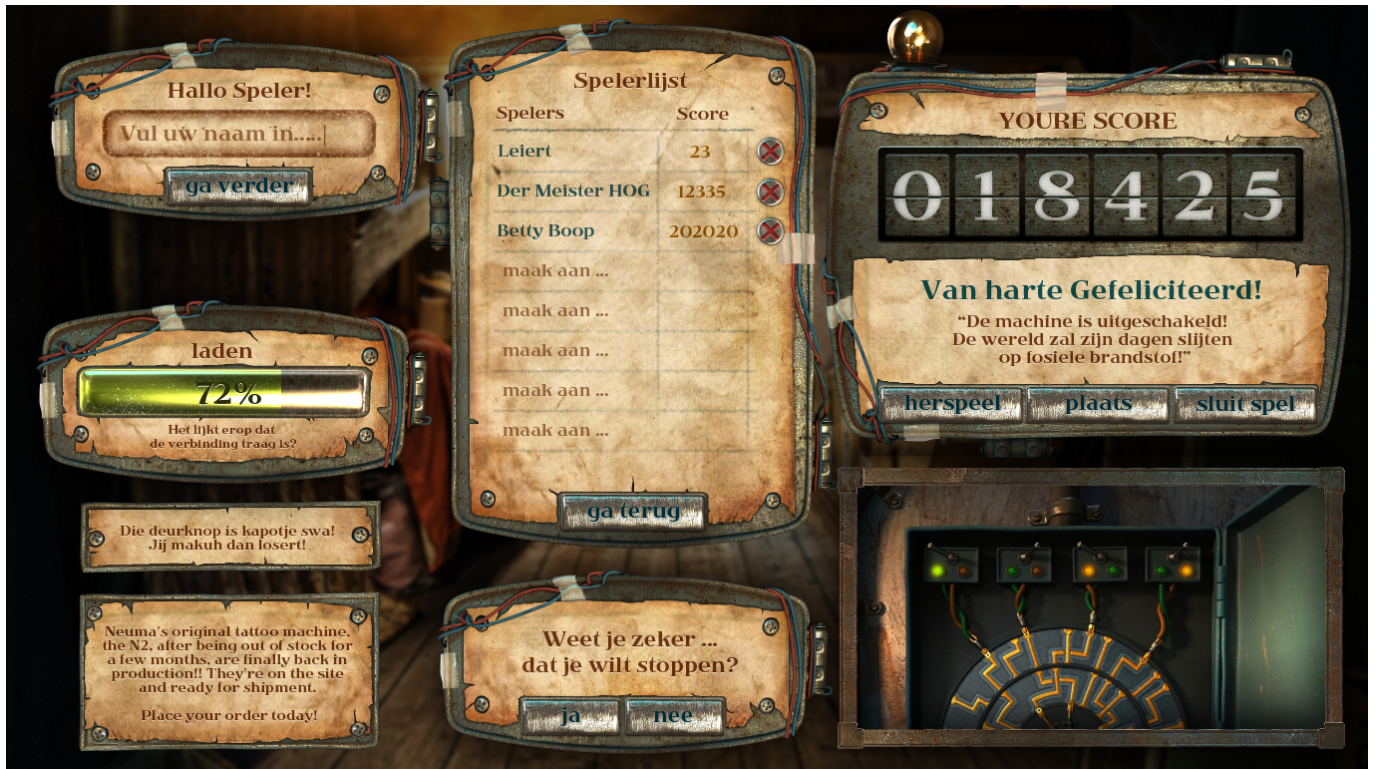 Hallo Speler!
Vul uw naam in.....
ga verder
laden
72%
Het lijkt erop dat
de verbinding traag is?
Die deurknop is kapotje swa!
Jij makuh dan losert!
Neuma's original tattoo machine,
the N2, after being out of stock for
a few months, are finally back in
production!! They're on the site
and ready for shipment.
Place your order today!
Spelerlijst
Spelers Score
Leiert 23
Der Meister HOG 12335
Betty Boop 202020
maak aan ...
maak aan ...
maak aan ...
maak aan ...
maak aan ...
ga terug
Weet je zeker ...
dat je wilt stoppen?
ja nee
YOURE SCORE
018425
Van harte Gefeliciteerd!
“De machine is uitgeschakeld!
De wereld zal zijn dagen slijten
op fosiele brandstof!”
herspeel plaats sluit spel